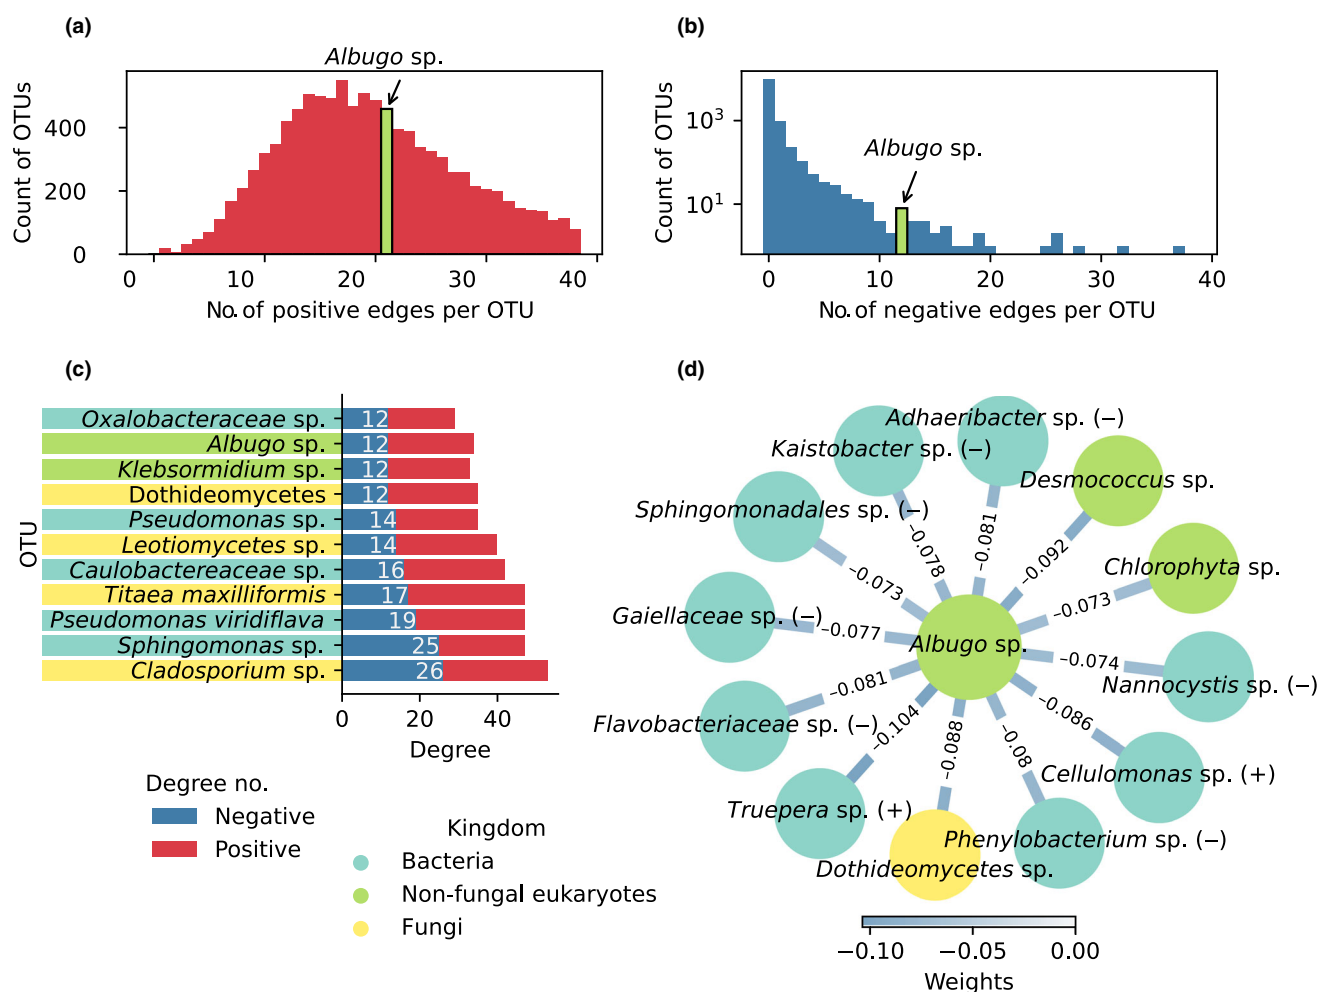 (a)
Albugo sp.
Count of OTUs
400
200
0
0 10 20 30 40
No. of positive edges per OTU
(b)
Albugo sp.
Count of OTUs
10³
10¹
0 10 20 30 40
No. of negative edges per OTU
(c)
OTU
Oxalobacteraceae sp. 12
Albugo sp. 12
Klebsormidium sp. 12
Dothideomycetes 12
Pseudomonas sp. 14
Leotiomycetes sp. 14
Caulobactereaceae sp. 16
Titaea maxilliformis 17
Pseudomonas viridiflava 19
Sphingomonas sp. 25
Cladosporium sp. 26
0 20 40
Degree
Degree no.
Negative
Positive
Kingdom
Bacteria
Non-fungal eukaryotes
Fungi
(d)
Adhaeribacter sp. (–)
Kaistobacter sp. (–)
Desmococcus sp.
Sphingomonadales sp. (–)
Chlorophyta sp.
Gaiellaceae sp. (–)
Albugo sp.
Nannocystis sp. (–)
Flavobacteriaceae sp. (–)
Cellulomonas sp. (+)
Truepera sp. (+)
Phenylobacterium sp. (–)
Dothideomycetes sp.
–0.081
–0.078
–0.092
–0.073
–0.073
–0.077
–0.074
–0.081
–0.086
–0.104
–0.088
–0.08
−0.10 −0.05 0.00
Weights